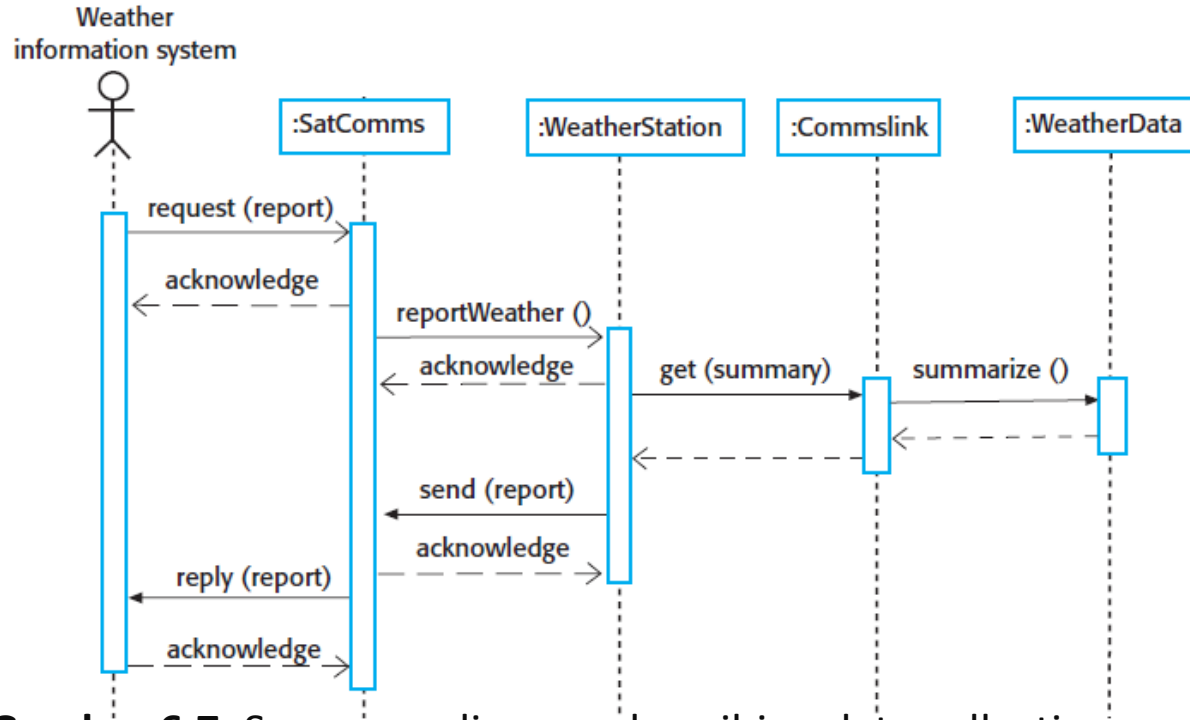 Weather
information system
:SatComms
:WeatherStation
:Commslink
:WeatherData
request (report)
acknowledge
reportWeather ()
acknowledge
get (summary)
summarize ()
send (report)
acknowledge
reply (report)
acknowledge